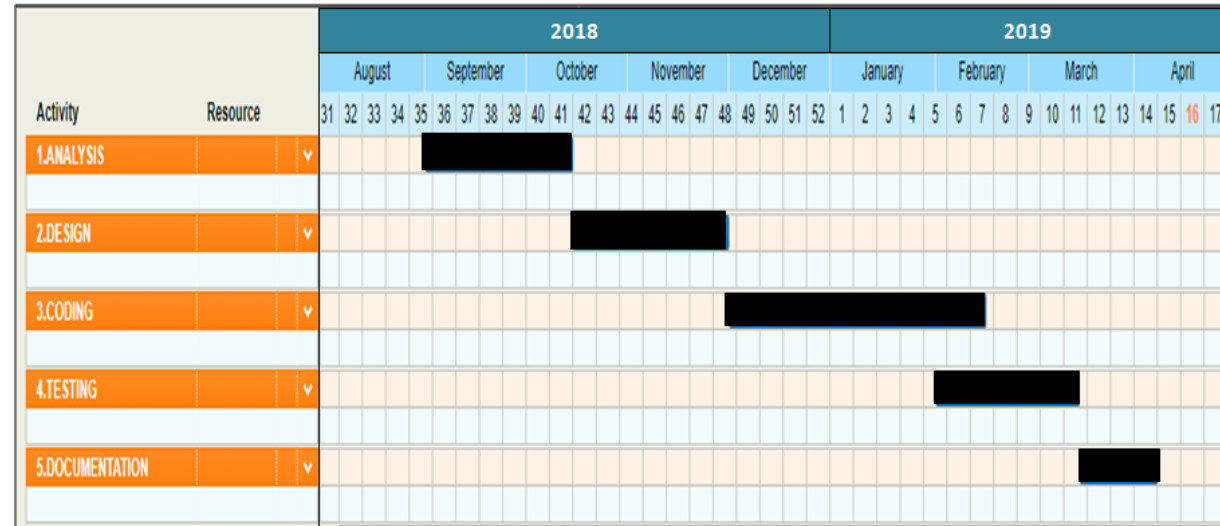 2018 2019
August September October November December January February March April
Activity Resource 31 32 33 34 35 36 37 38 39 40 41 42 43 44 45 46 47 48 49 50 51 52 1 2 3 4 5 6 7 8 9 10 11 12 13 14 15 16 17
1.ANALYSIS
2.DESIGN
3.CODING
4.TESTING
5.DOCUMENTATION